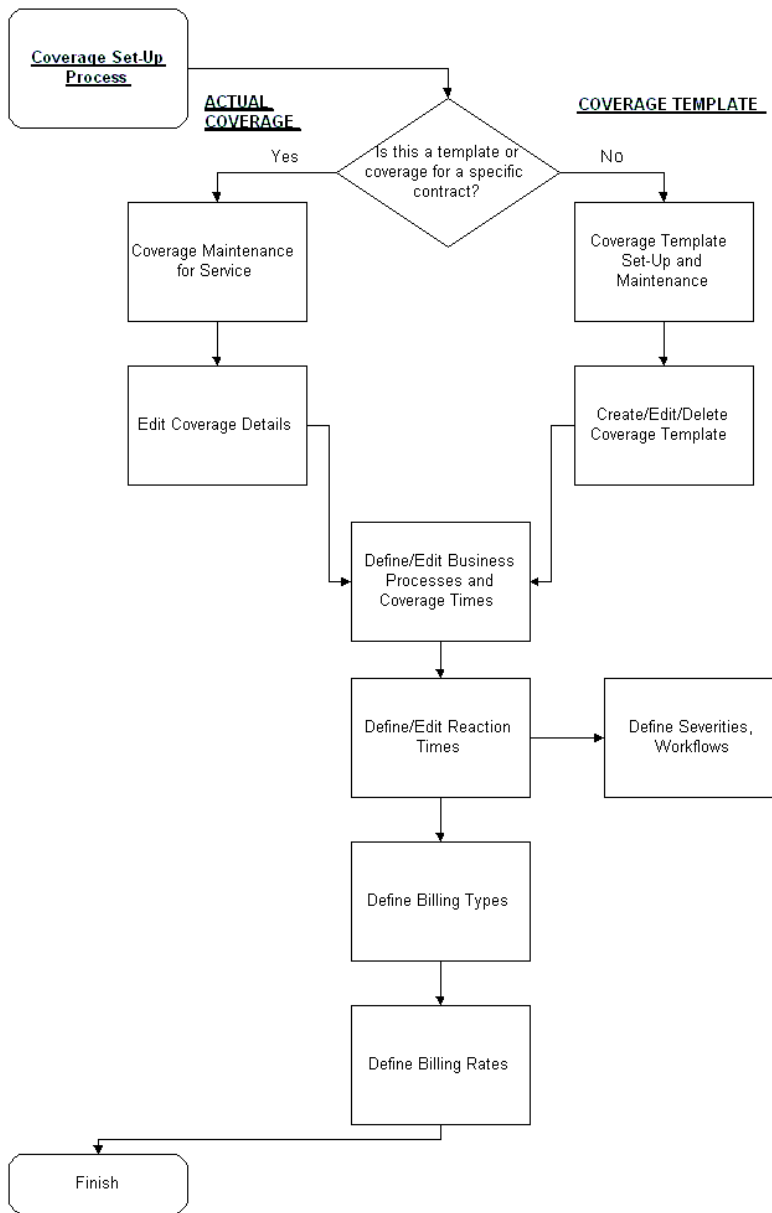 Coverage Set-Up
Process
ACTUAL
COVERAGE
COVERAGE TEMPLATE
Is this a template or
coverage for a specific
contract?
Yes
No
Coverage Maintenance
for Service
Coverage Template
Set-Up and
Maintenance
Edit Coverage Details
Create/Edit/Delete
Coverage Template
Define/Edit Business
Processes and
Coverage Times
Define/Edit Reaction
Times
Define Severities,
Workflows
Define Billing Types
Define Billing Rates
Finish